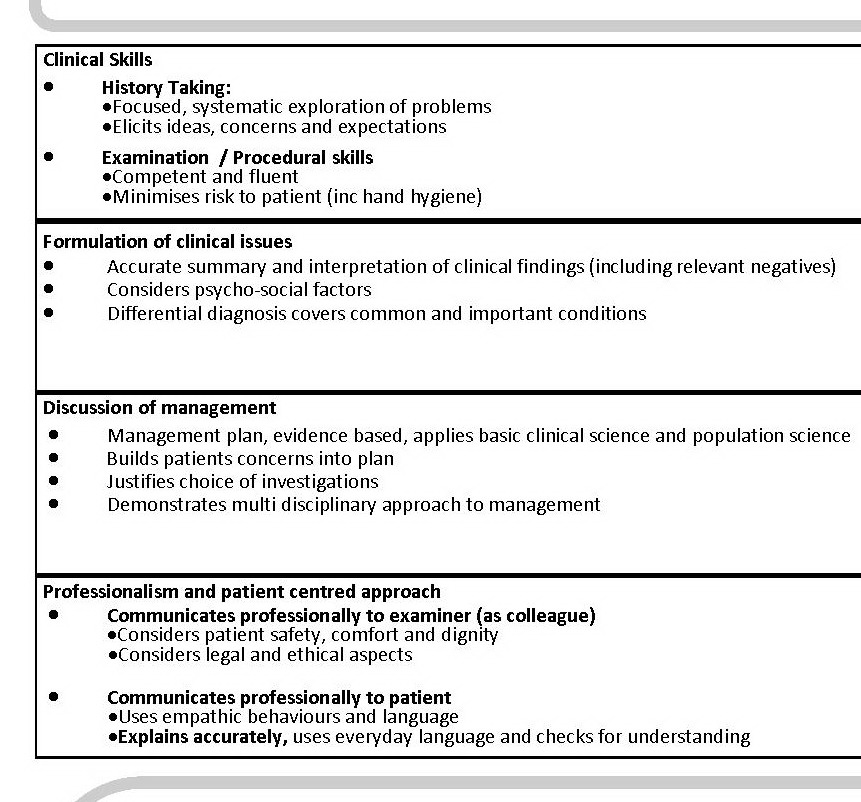 Clinical Skills
● History Taking:
●Focused, systematic exploration of problems
●Elicits ideas, concerns and expectations
● Examination / Procedural skills
●Competent and fluent
●Minimises risk to patient (inc hand hygiene)
Formulation of clinical issues
● Accurate summary and interpretation of clinical findings (including relevant negatives)
● Considers psycho-social factors
● Differential diagnosis covers common and important conditions
Discussion of management
● Management plan, evidence based, applies basic clinical science and population science
● Builds patients concerns into plan
● Justifies choice of investigations
● Demonstrates multi disciplinary approach to management
Professionalism and patient centred approach
● Communicates professionally to examiner (as colleague)
●Considers patient safety, comfort and dignity
●Considers legal and ethical aspects
● Communicates professionally to patient
●Uses empathic behaviours and language
●Explains accurately, uses everyday language and checks for understanding